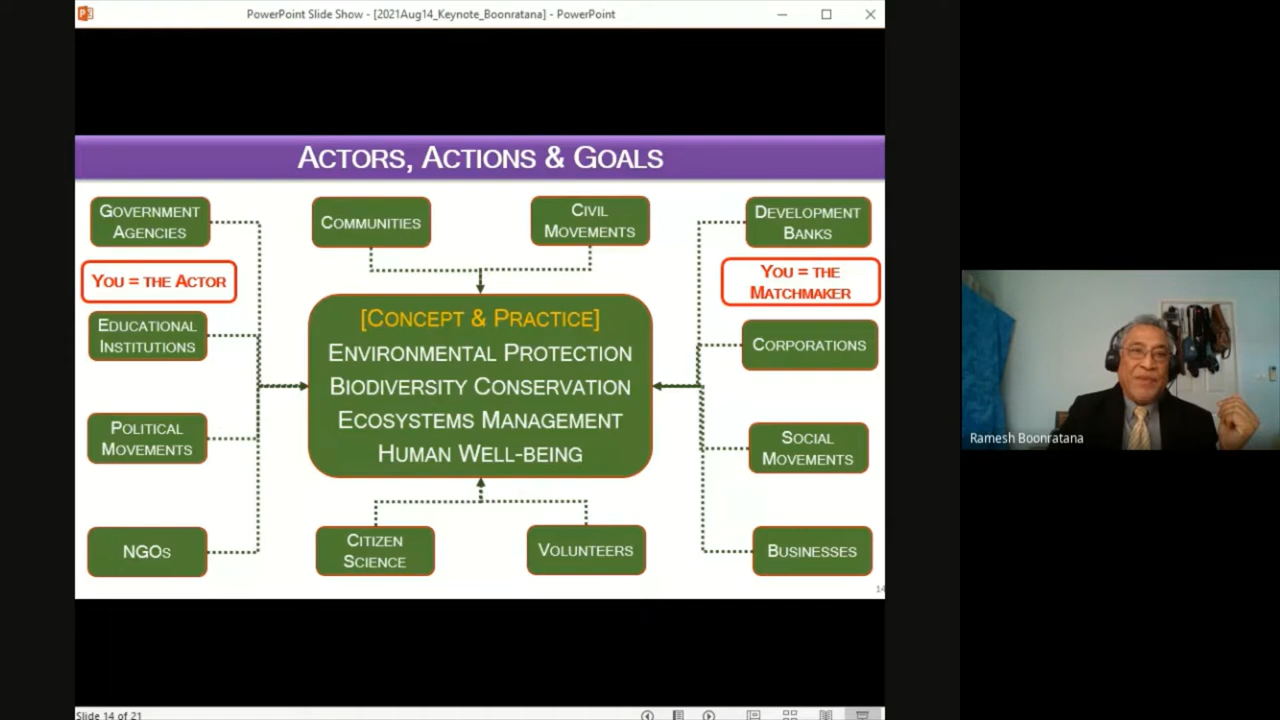 PowerPoint Slide Show - [2021Aug14_Keynote_Boonratana] - PowerPoint
ACTORS, ACTIONS & GOALS
GOVERNMENT
AGENCIES
COMMUNITIES
CIVIL
MOVEMENTS
DEVELOPMENT
BANKS
YOU = THE ACTOR
YOU = THE
MATCHMAKER
EDUCATIONAL
INSTITUTIONS
[CONCEPT & PRACTICE]
ENVIRONMENTAL PROTECTION
BIODIVERSITY CONSERVATION
ECOSYSTEMS MANAGEMENT
HUMAN WELL-BEING
CORPORATIONS
POLITICAL
MOVEMENTS
SOCIAL
MOVEMENTS
NGOS
CITIZEN
SCIENCE
VOLUNTEERS
BUSINESSES
14
Ramesh Boonratana
Slide 14 of 21